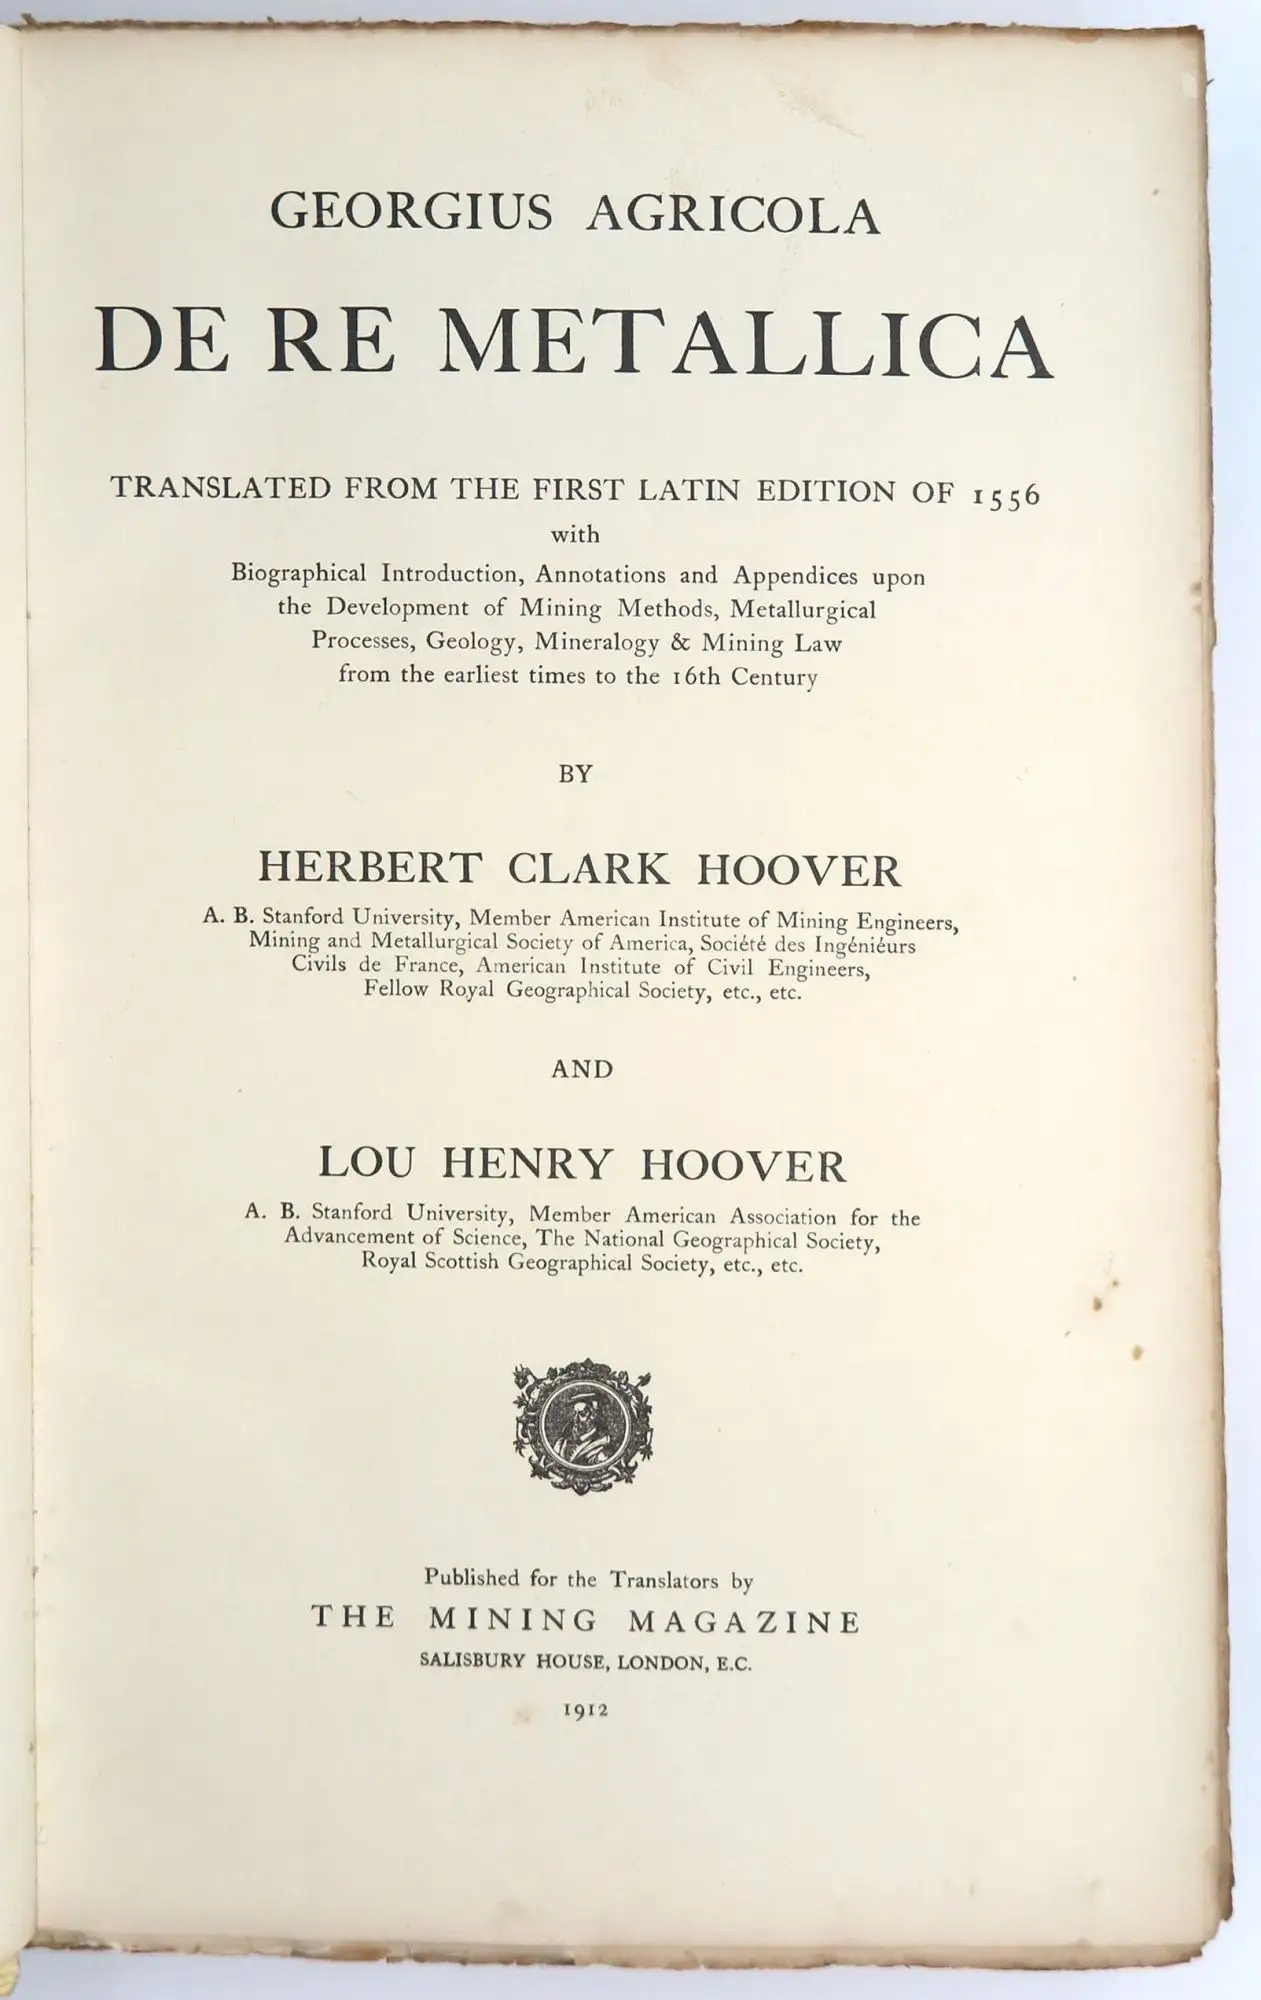 GEORGIUS AGRICOLA
DE RE METALLICA
TRANSLATED FROM THE FIRST LATIN EDITION OF 1556
with
Biographical Introduction, Annotations and Appendices upon
the Development of Mining Methods, Metallurgical
Processes, Geology, Mineralogy & Mining Law
from the earliest times to the 16th Century
BY
HERBERT CLARK HOOVER
A. B. Stanford University, Member American Institute of Mining Engineers,
Mining and Metallurgical Society of America, Société des Ingéniéurs
Civils de France, American Institute of Civil Engineers,
Fellow Royal Geographical Society, etc., etc.
AND
LOU HENRY HOOVER
A. B. Stanford University, Member American Association for the
Advancement of Science, The National Geographical Society,
Royal Scottish Geographical Society, etc., etc.
Published for the Translators by
THE MINING MAGAZINE
SALISBURY HOUSE, LONDON, E.C.
1912